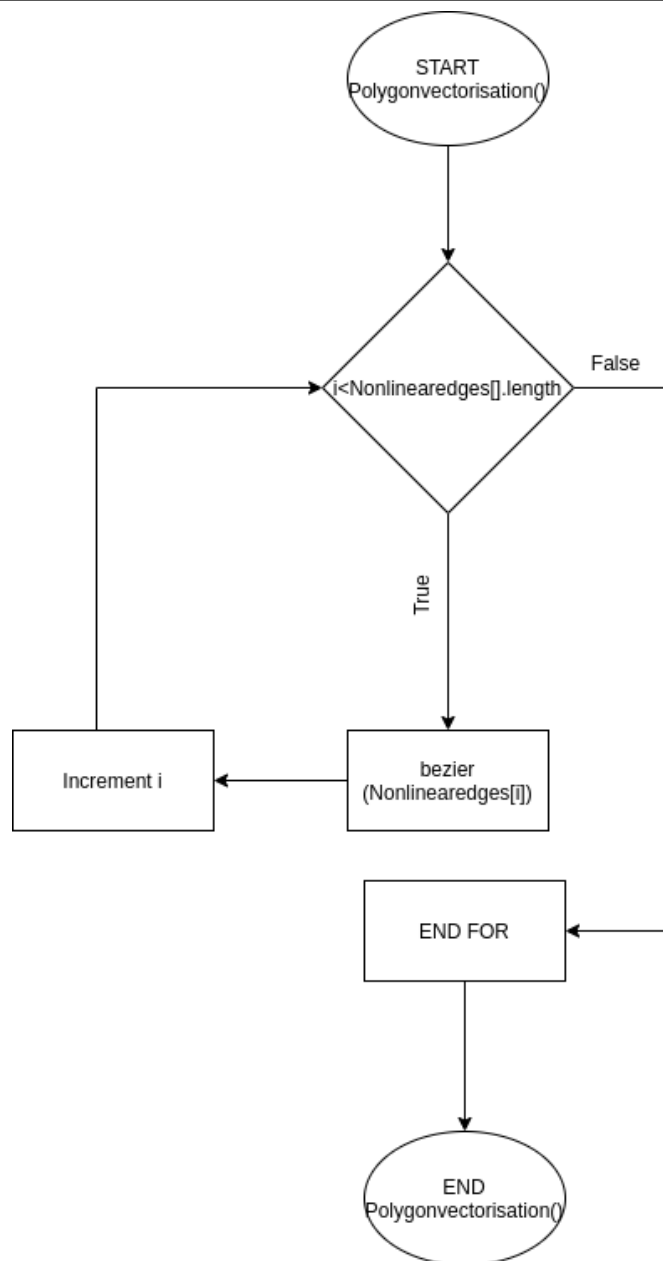 START
Polygonvectorisation()
i<Nonlinearedges[].length
False
True
bezier
(Nonlinearedges[i])
Increment i
END FOR
END
Polygonvectorisation()